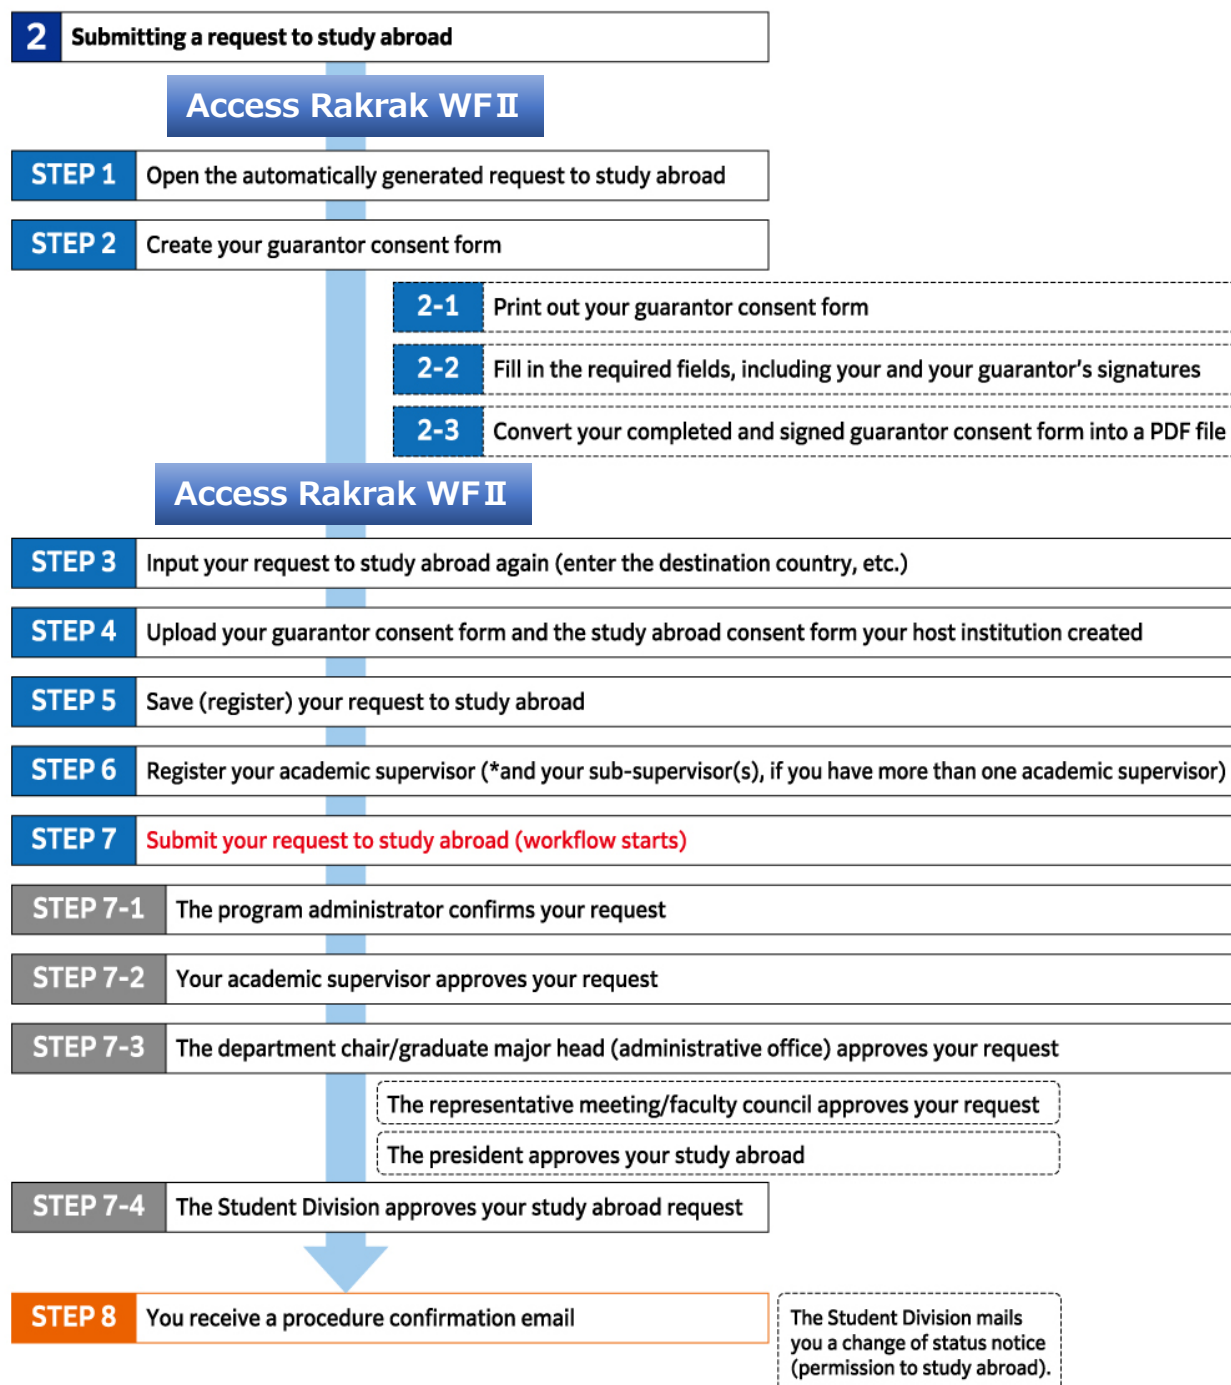 2 Submitting a request to study abroad
Access Rakrak WFⅡ
STEP 1 Open the automatically generated request to study abroad
STEP 2 Create your guarantor consent form
2-1 Print out your guarantor consent form
2-2 Fill in the required fields, including your and your guarantor’s signatures
2-3 Convert your completed and signed guarantor consent form into a PDF file
Access Rakrak WFⅡ
STEP 3 Input your request to study abroad again (enter the destination country, etc.)
STEP 4 Upload your guarantor consent form and the study abroad consent form your host institution created
STEP 5 Save (register) your request to study abroad
STEP 6 Register your academic supervisor (*and your sub-supervisor(s), if you have more than one academic supervisor)
STEP 7 Submit your request to study abroad (workflow starts)
STEP 7-1 The program administrator confirms your request
STEP 7-2 Your academic supervisor approves your request
STEP 7-3 The department chair/graduate major head (administrative office) approves your request
The representative meeting/faculty council approves your request
The president approves your study abroad
STEP 7-4 The Student Division approves your study abroad request
STEP 8 You receive a procedure confirmation email
The Student Division mails
you a change of status notice
(permission to study abroad).